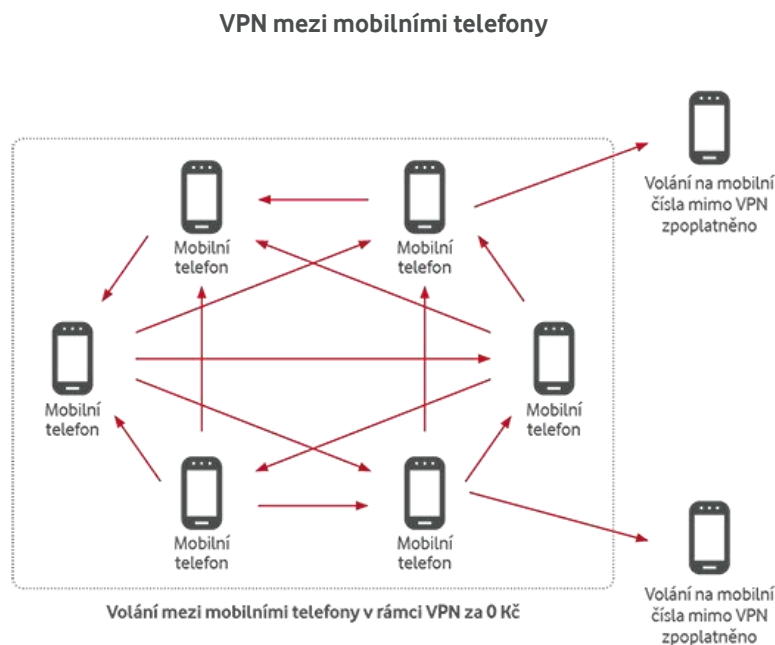 VPN mezi mobilními telefony
Volání na mobilní
čísla mimo VPN
zpoplatněno
Mobilní
telefon
Mobilní
telefon
Mobilní
telefon
Mobilní
telefon
Mobilní
telefon
Mobilní
telefon
Volání na mobilní
čísla mimo VPN
zpoplatněno
Volání mezi mobilními telefony v rámci VPN za 0 Kč